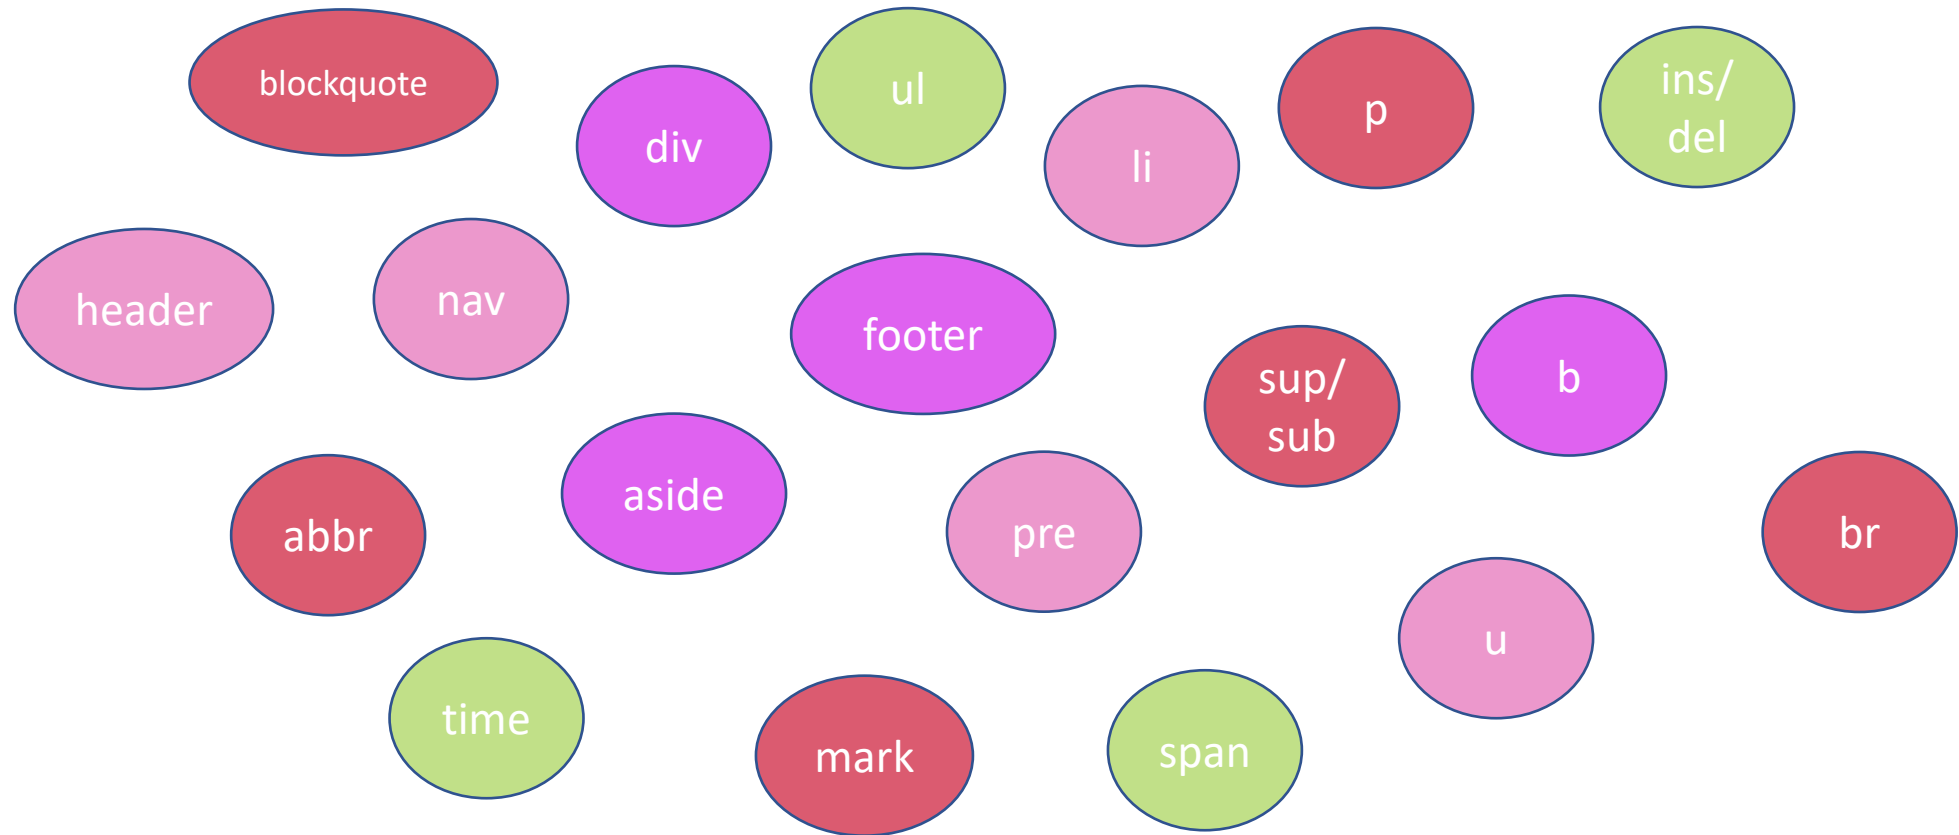 blockquote
div
ul
li
p
ins/
del
header
nav
footer
sup/
sub
b
abbr
aside
pre
br
u
time
mark
span